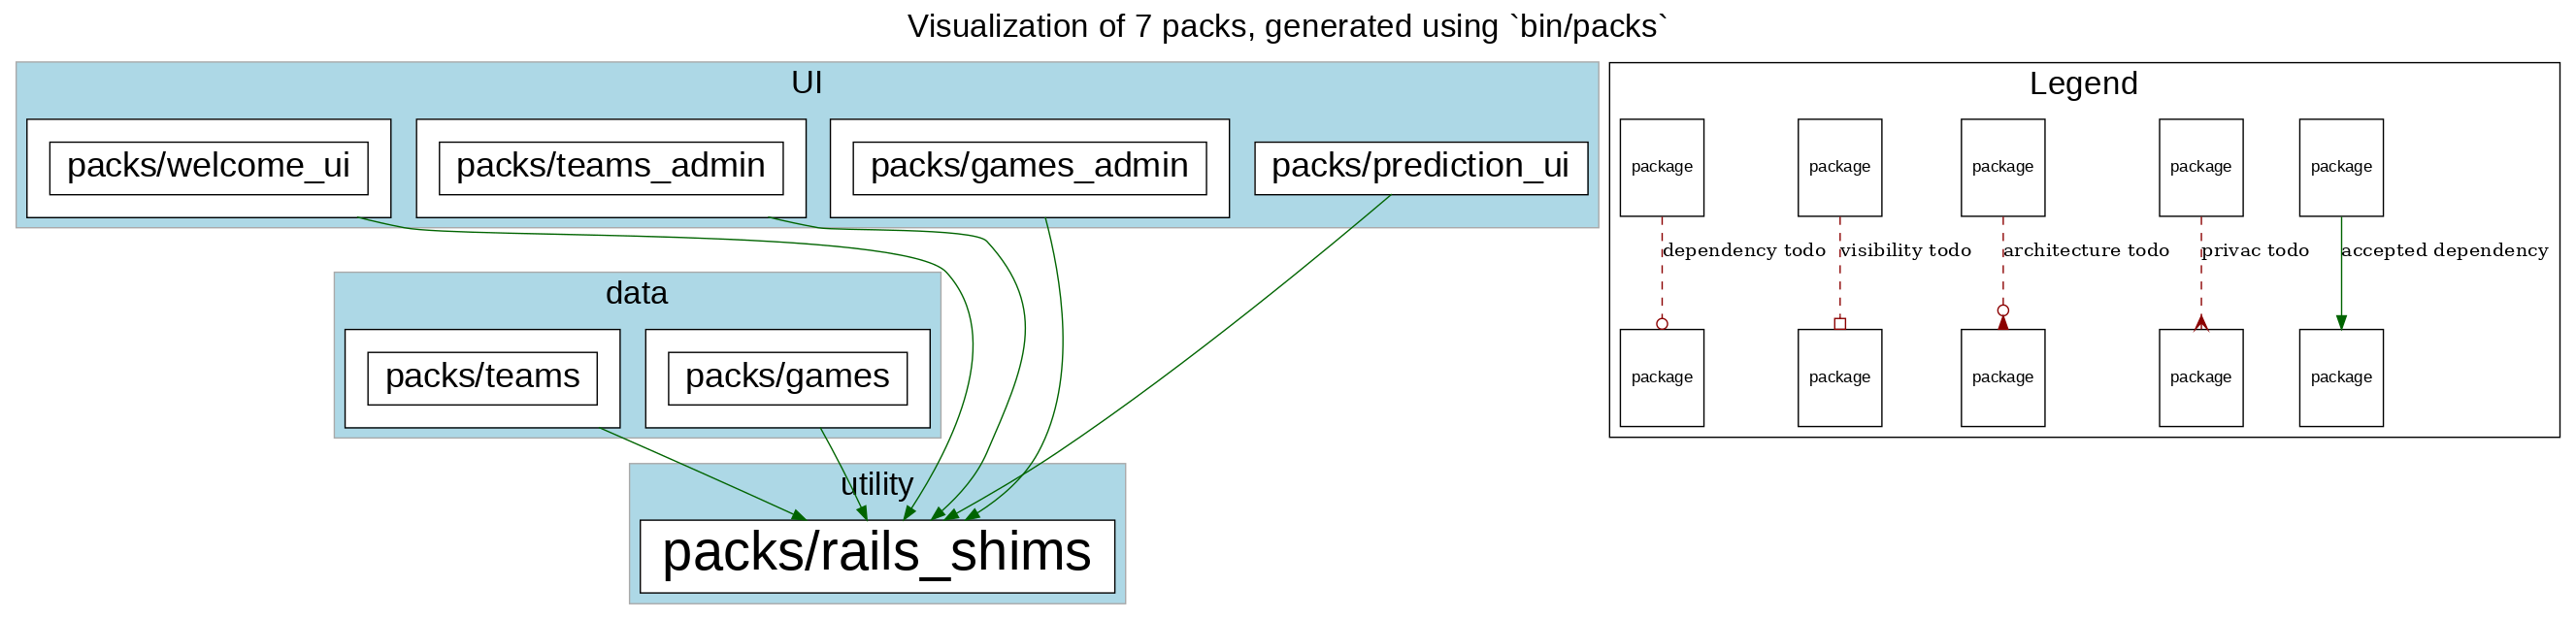 Visualization of 7 packs, generated using `bin/packs`
UI
packs/welcome_ui
packs/teams_admin
packs/games_admin
packs/prediction_ui
data
packs/teams
packs/games
utility
packs/rails_shims
Legend
package
package
package
package
package
dependency todo
visibility todo
architecture todo
privac todo
accepted dependency
package
package
package
package
package